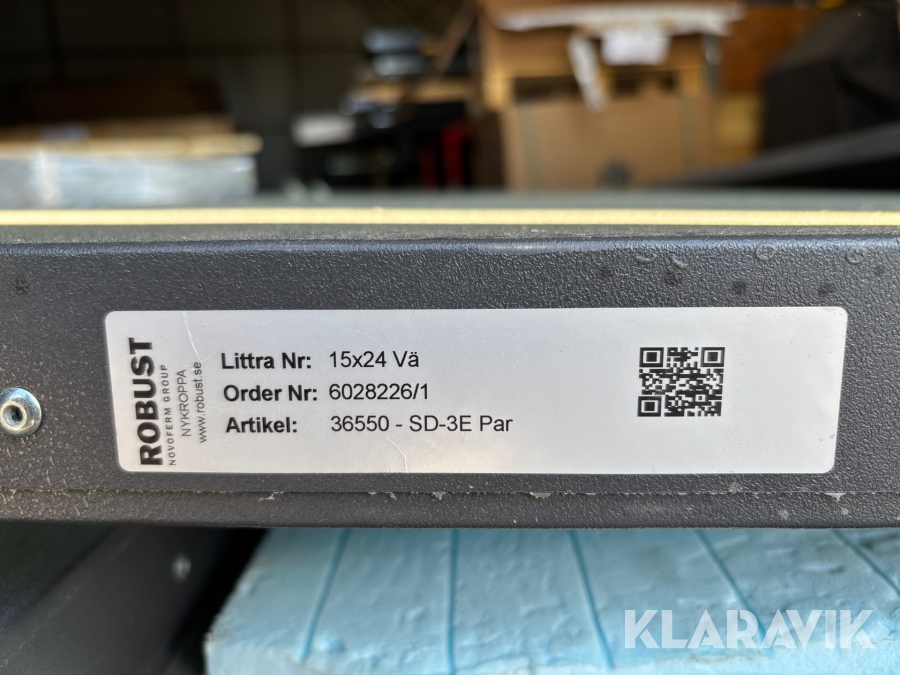 ROBUST
NOVOFERM GROUP
NYKROPPA
www.robust.se
Littra Nr: 15x24 Vä
Order Nr: 6028226/1
Artikel: 36550 - SD-3E Par
KLARAVIK